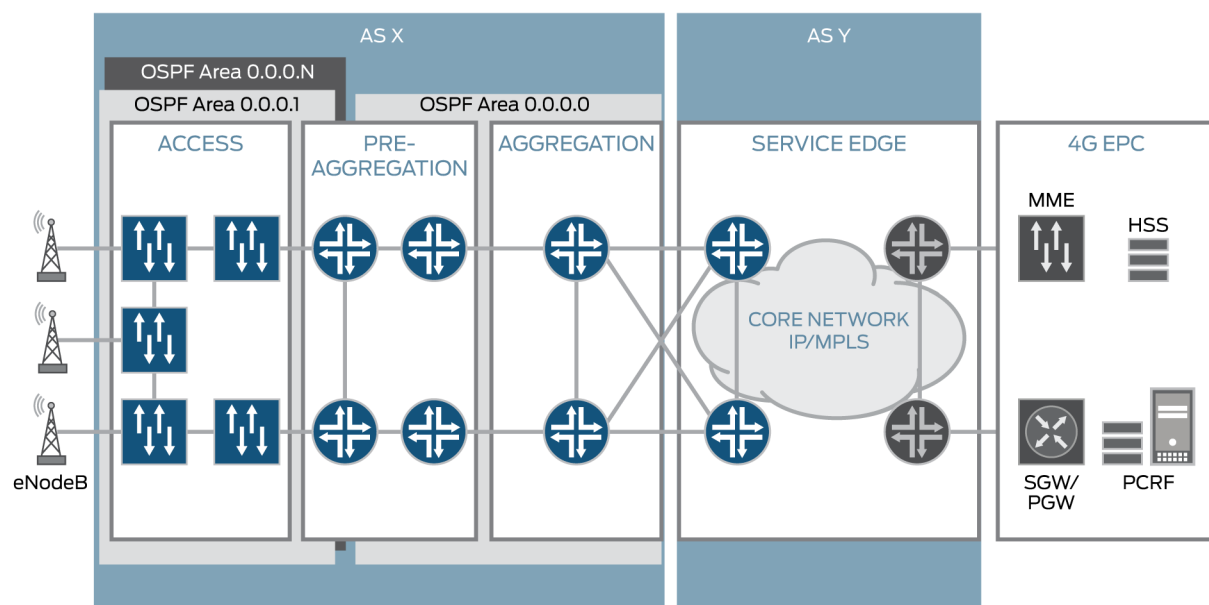 AS X
AS Y
OSPF Area 0.0.0.N
OSPF Area 0.0.0.1
OSPF Area 0.0.0.0
ACCESS
PRE-
AGGREGATION
AGGREGATION
SERVICE EDGE
4G EPC
MME
HSS
CORE NETWORK
IP/MPLS
eNodeB
SGW/
PGW
PCRF